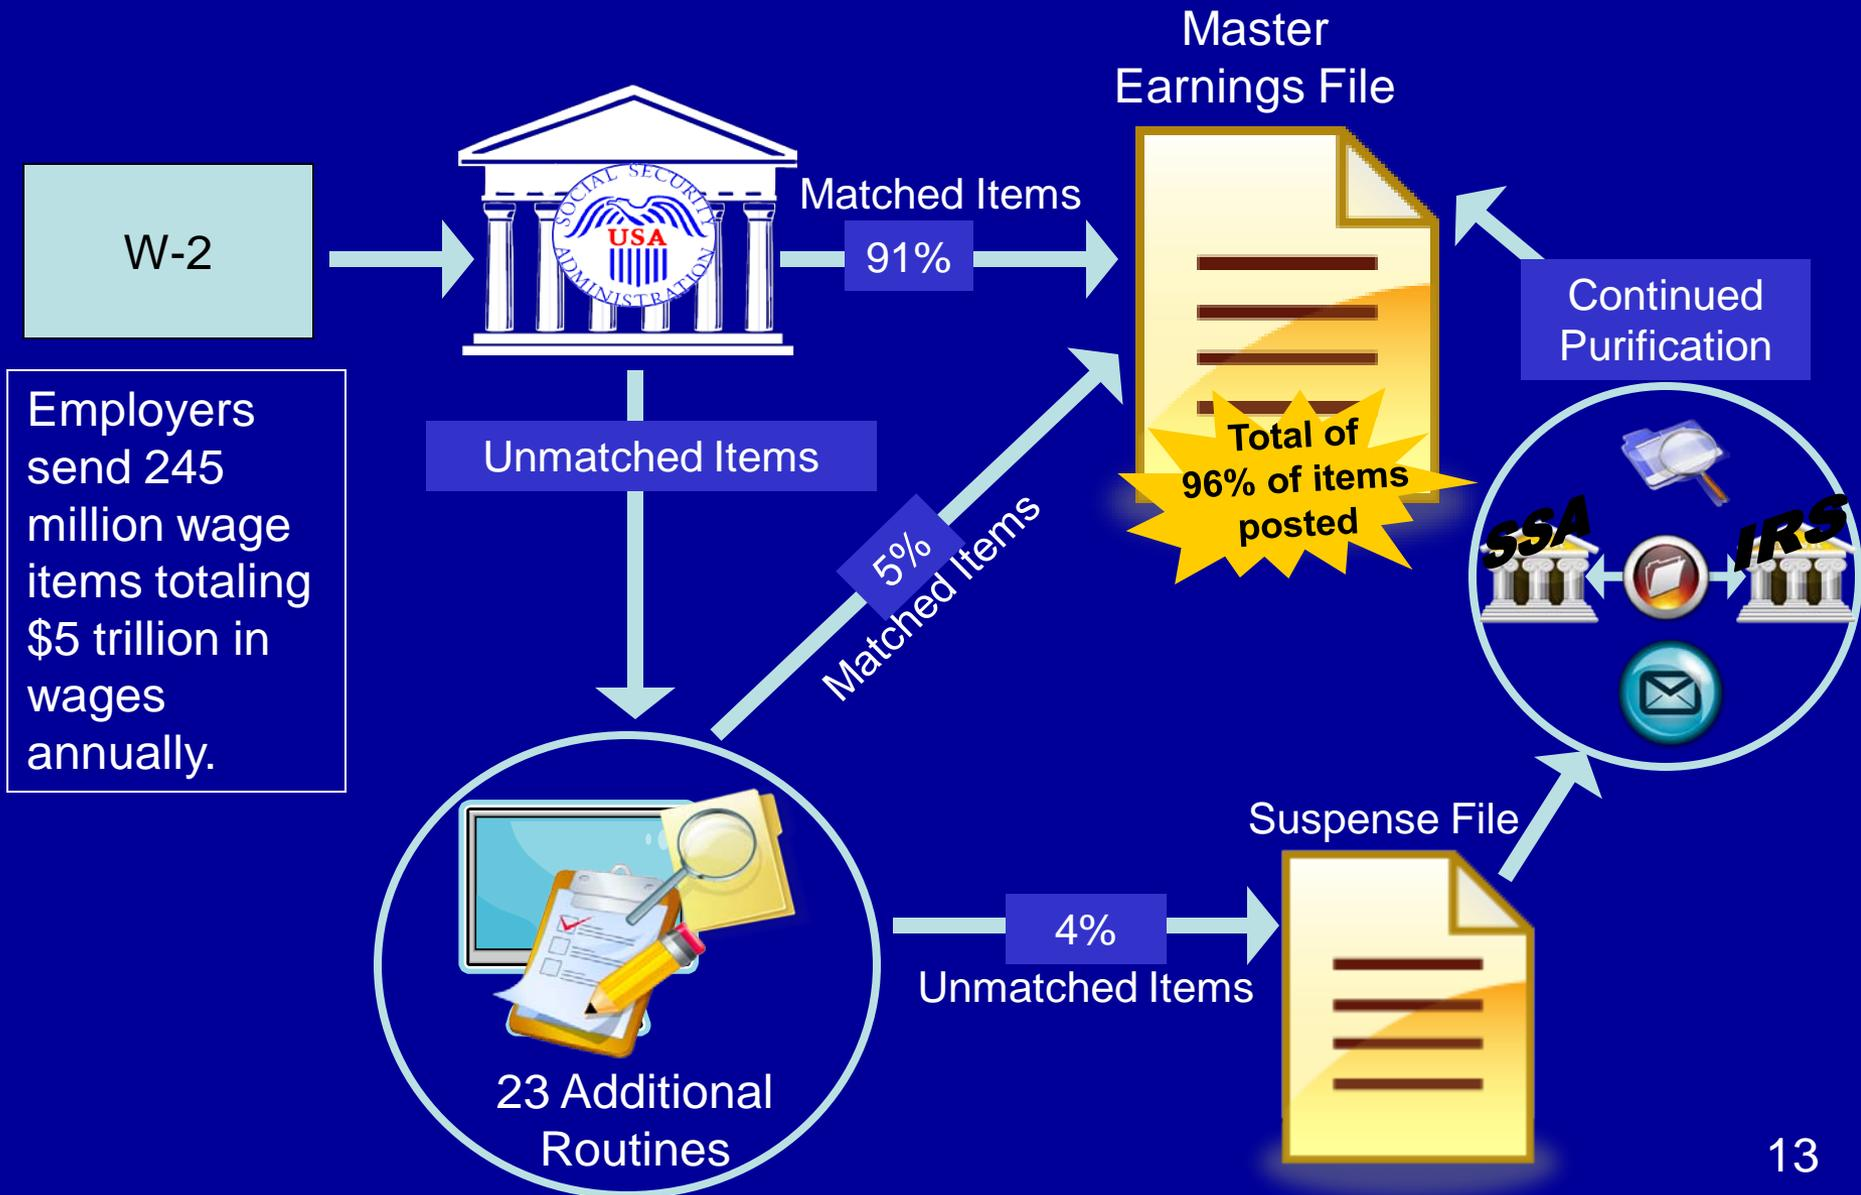 Master
Earnings File
W-2
SOCIAL SECURITY
USA
ADMINISTRATION
Matched Items
91%
Continued
Purification
Employers
send 245
million wage
items totaling
$5 trillion in
wages
annually.
Unmatched Items
Total of
96% of items
posted
5%
Matched Items
SSA
IRS
Suspense File
4%
Unmatched Items
23 Additional
Routines
13